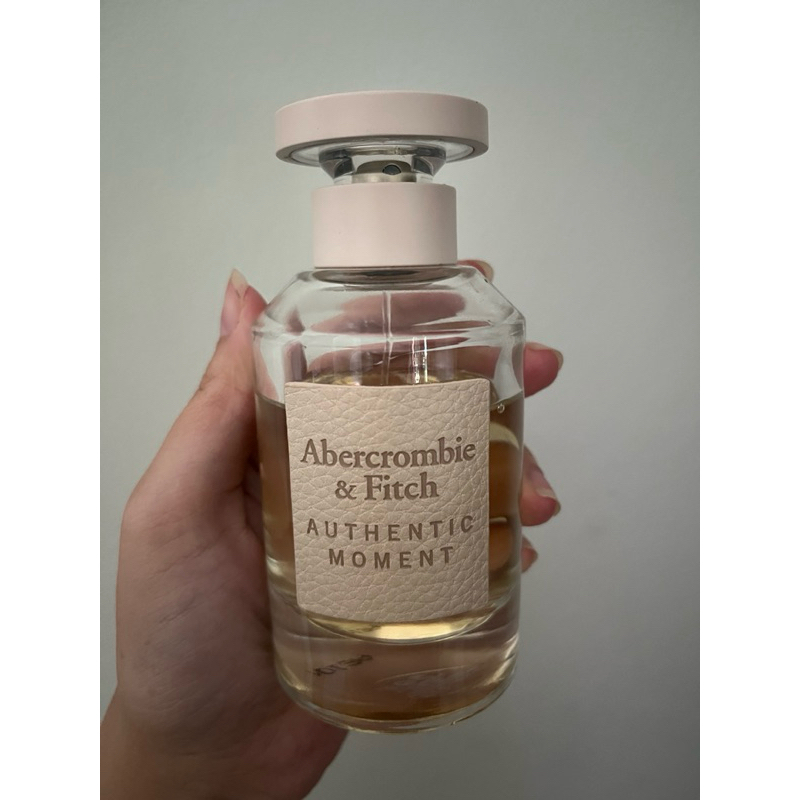 Abercrombie
& Fitch
AUTHENTIC
MOMENT